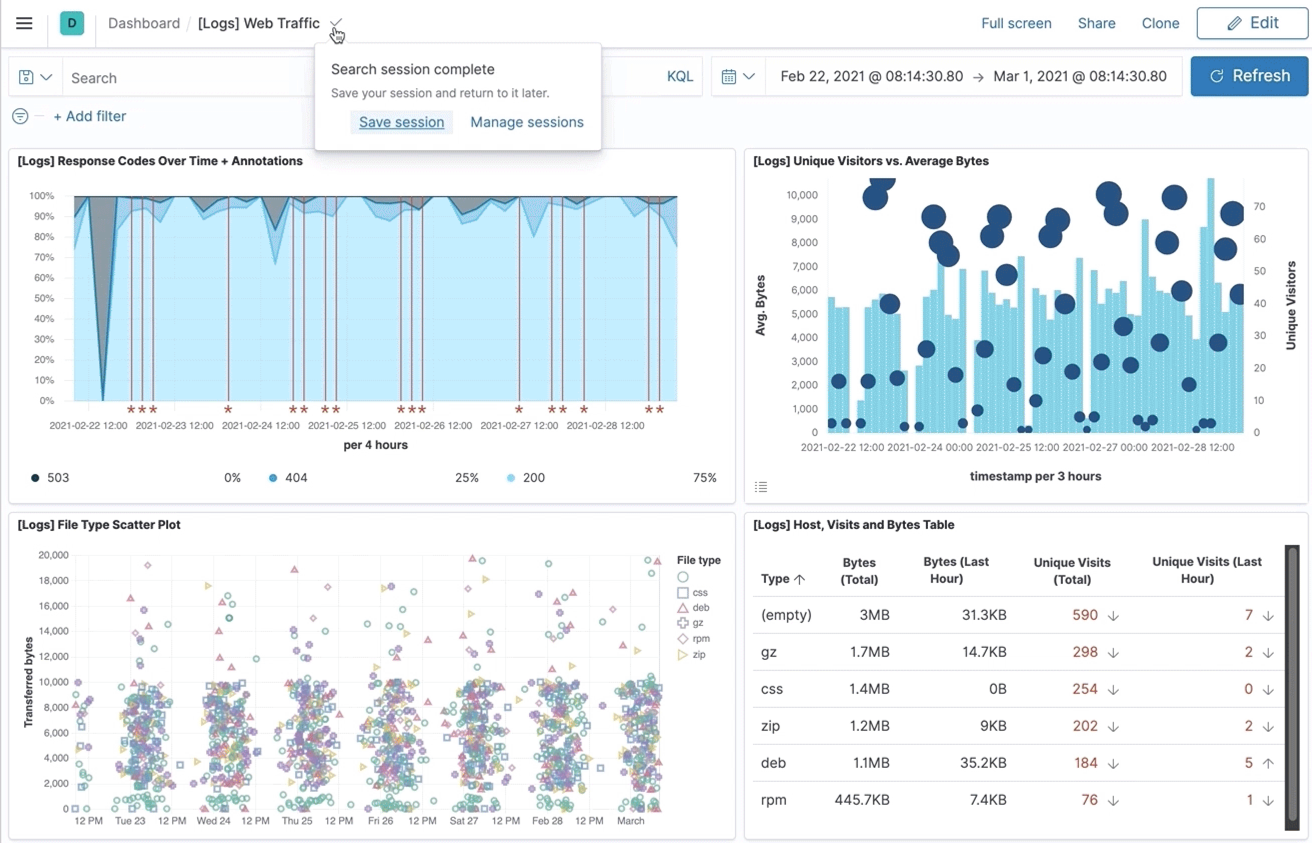 D Dashboard / [Logs] Web Traffic Full screen Share Clone Edit
Search session complete
Save your session and return to it later.
Save session Manage sessions
Search KQL Feb 22, 2021 @ 08:14:30.80 → Mar 1, 2021 @ 08:14:30.80 Refresh
+ Add filter
[Logs] Response Codes Over Time + Annotations
100%
90%
80%
70%
60%
50%
40%
30%
20%
10%
0%
* * * * * * * * * * * * * * * * *
2021-02-22 12:00 2021-02-23 12:00 2021-02-24 12:00 2021-02-25 12:00 2021-02-26 12:00 2021-02-27 12:00 2021-02-28 12:00
per 4 hours
503 0% 404 25% 200 75%
[Logs] Unique Visitors vs. Average Bytes
Avg. Bytes
10,000
9,000
8,000
7,000
6,000
5,000
4,000
3,000
2,000
1,000
0
70
60
50
40
30
20
10
0
Unique Visitors
2021-02-22 12:00 2021-02-24 00:00 2021-02-25 12:00 2021-02-27 00:00 2021-02-28 12:00
timestamp per 3 hours
[Logs] File Type Scatter Plot
Transferred bytes
20,000
18,000
16,000
14,000
12,000
10,000
8,000
6,000
4,000
2,000
0
12 PM Tue 23 12 PM Wed 24 12 PM Thu 25 12 PM Fri 26 12 PM Sat 27 12 PM Feb 28 12 PM March
File type
css
deb
gz
rpm
zip
[Logs] Host, Visits and Bytes Table
Type ↑ Bytes (Total) Bytes (Last Hour) Unique Visits (Total) Unique Visits (Last Hour)
(empty) 3MB 31.3KB 590 ↓ 7 ↓
gz 1.7MB 14.7KB 298 ↓ 2 ↓
css 1.4MB 0B 254 ↓ 0 ↓
zip 1.2MB 9KB 202 ↓ 2 ↓
deb 1.1MB 35.2KB 184 ↓ 5 ↑
rpm 445.7KB 7.4KB 76 ↓ 1 ↓